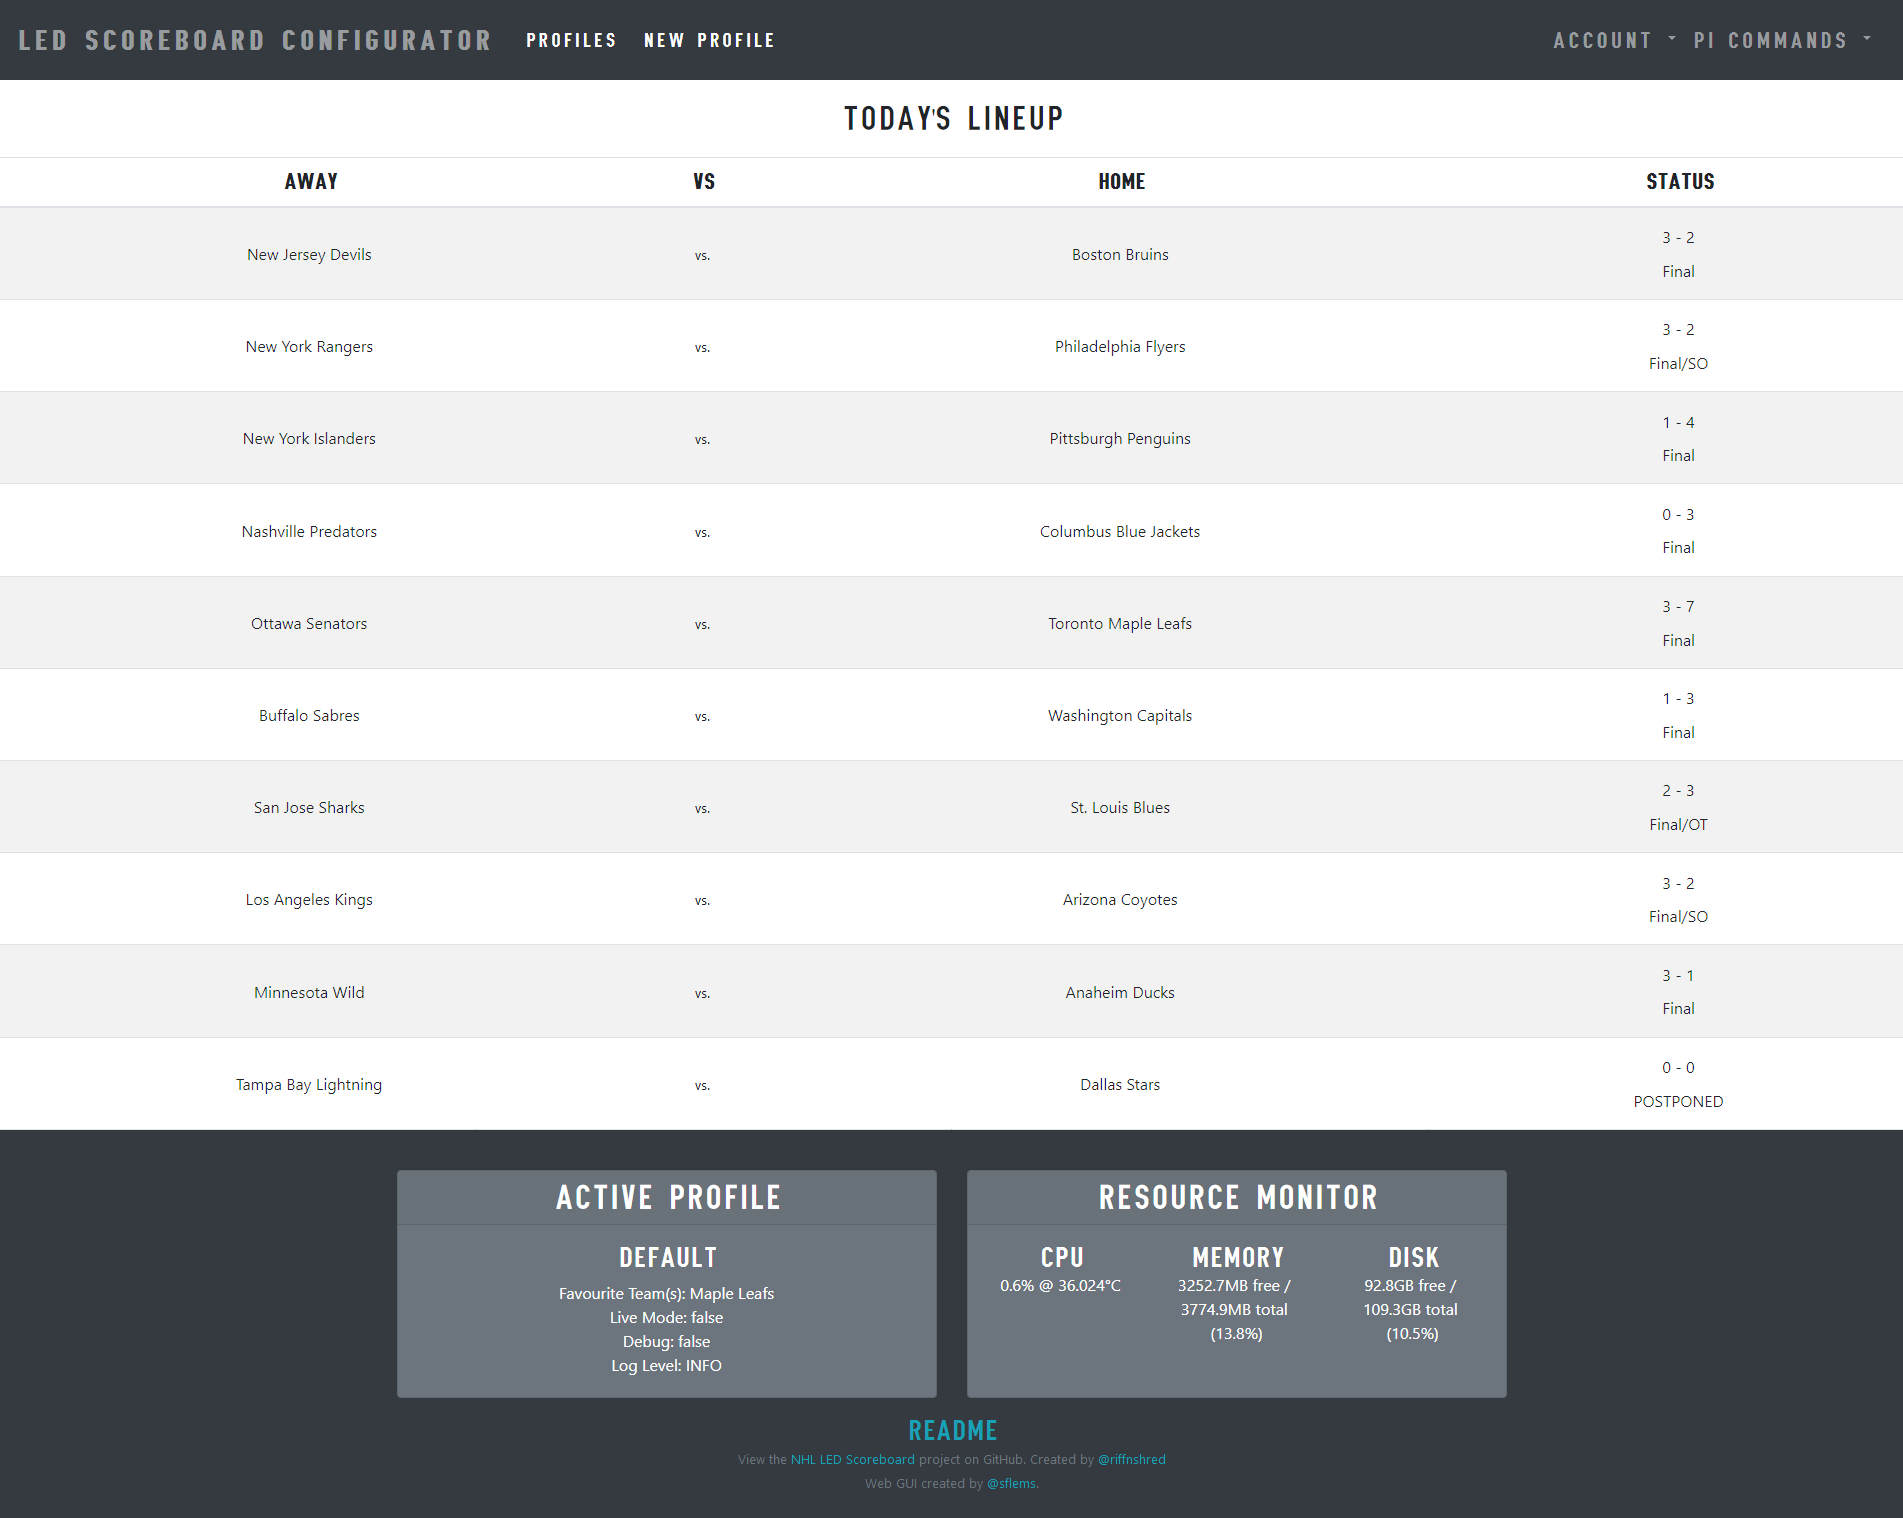 LED SCOREBOARD CONFIGURATOR PROFILES NEW PROFILE ACCOUNT PI COMMANDS
TODAY'S LINEUP
AWAY VS HOME STATUS
New Jersey Devils vs. Boston Bruins 3 - 2
Final
New York Rangers vs. Philadelphia Flyers 3 - 2
Final/SO
New York Islanders vs. Pittsburgh Penguins 1 - 4
Final
Nashville Predators vs. Columbus Blue Jackets 0 - 3
Final
Ottawa Senators vs. Toronto Maple Leafs 3 - 7
Final
Buffalo Sabres vs. Washington Capitals 1 - 3
Final
San Jose Sharks vs. St. Louis Blues 2 - 3
Final/OT
Los Angeles Kings vs. Arizona Coyotes 3 - 2
Final/SO
Minnesota Wild vs. Anaheim Ducks 3 - 1
Final
Tampa Bay Lightning vs. Dallas Stars 0 - 0
POSTPONED
ACTIVE PROFILE
DEFAULT
Favourite Team(s): Maple Leafs
Live Mode: false
Debug: false
Log Level: INFO
RESOURCE MONITOR
CPU
0.6% @ 36.024°C
MEMORY
3252.7MB free /
3774.9MB total
(13.8%)
DISK
92.8GB free /
109.3GB total
(10.5%)
README
View the NHL LED Scoreboard project on GitHub. Created by @riffnshred
Web GUI created by @sflems.